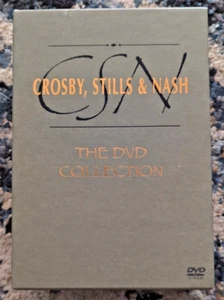 CSN
CROSBY, STILLS & NASH
THE DVD
COLLECTION
DVD